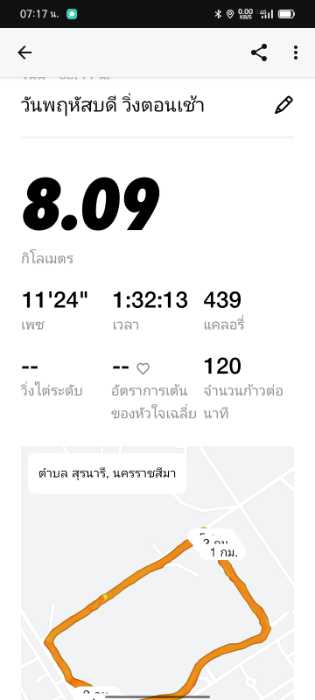 07:17 น.
0.00
KB/S
วันพฤหัสบดี วิ่งตอนเช้า
8.09
กิโลเมตร
11'24" 1:32:13 439
เพซ เวลา แคลอรี่
-- -- 120
วิ่งไต่ระดับ อัตราการเต้น จำนวนก้าวต่อ
ของหัวใจเฉลี่ย นาที
ตำบล สุรนารี, นครราชสีมา
3 กม.
1 กม.